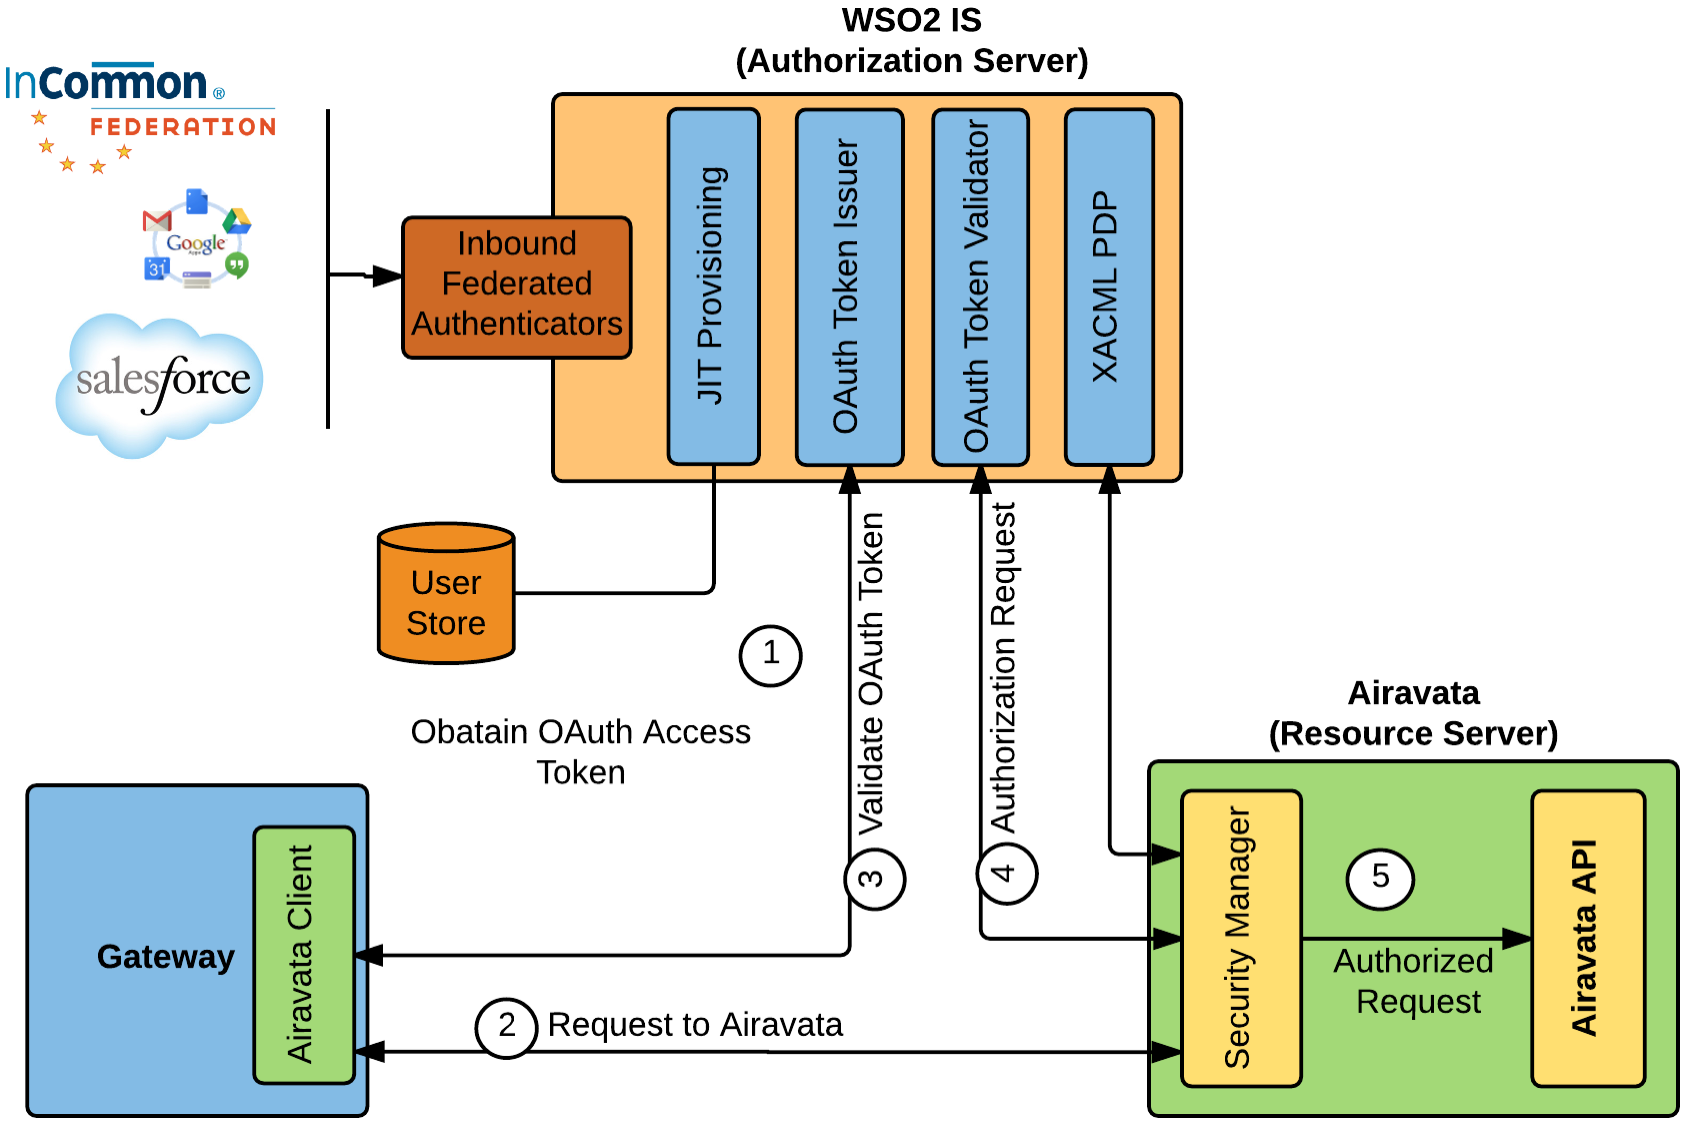 WSO2 IS
(Authorization Server)
InCommon®
FEDERATION
Google
Apps
31
salesforce
Inbound
Federated
Authenticators
JIT Provisioning
OAuth Token Issuer
OAuth Token Validator
XACML PDP
User
Store
1
Obatain OAuth Access
Token
3
Validate OAuth Token
4
Authorization Request
Airavata
(Resource Server)
Gateway
Airavata Client
2
Request to Airavata
Security Manager
5
Authorized
Request
Airavata API